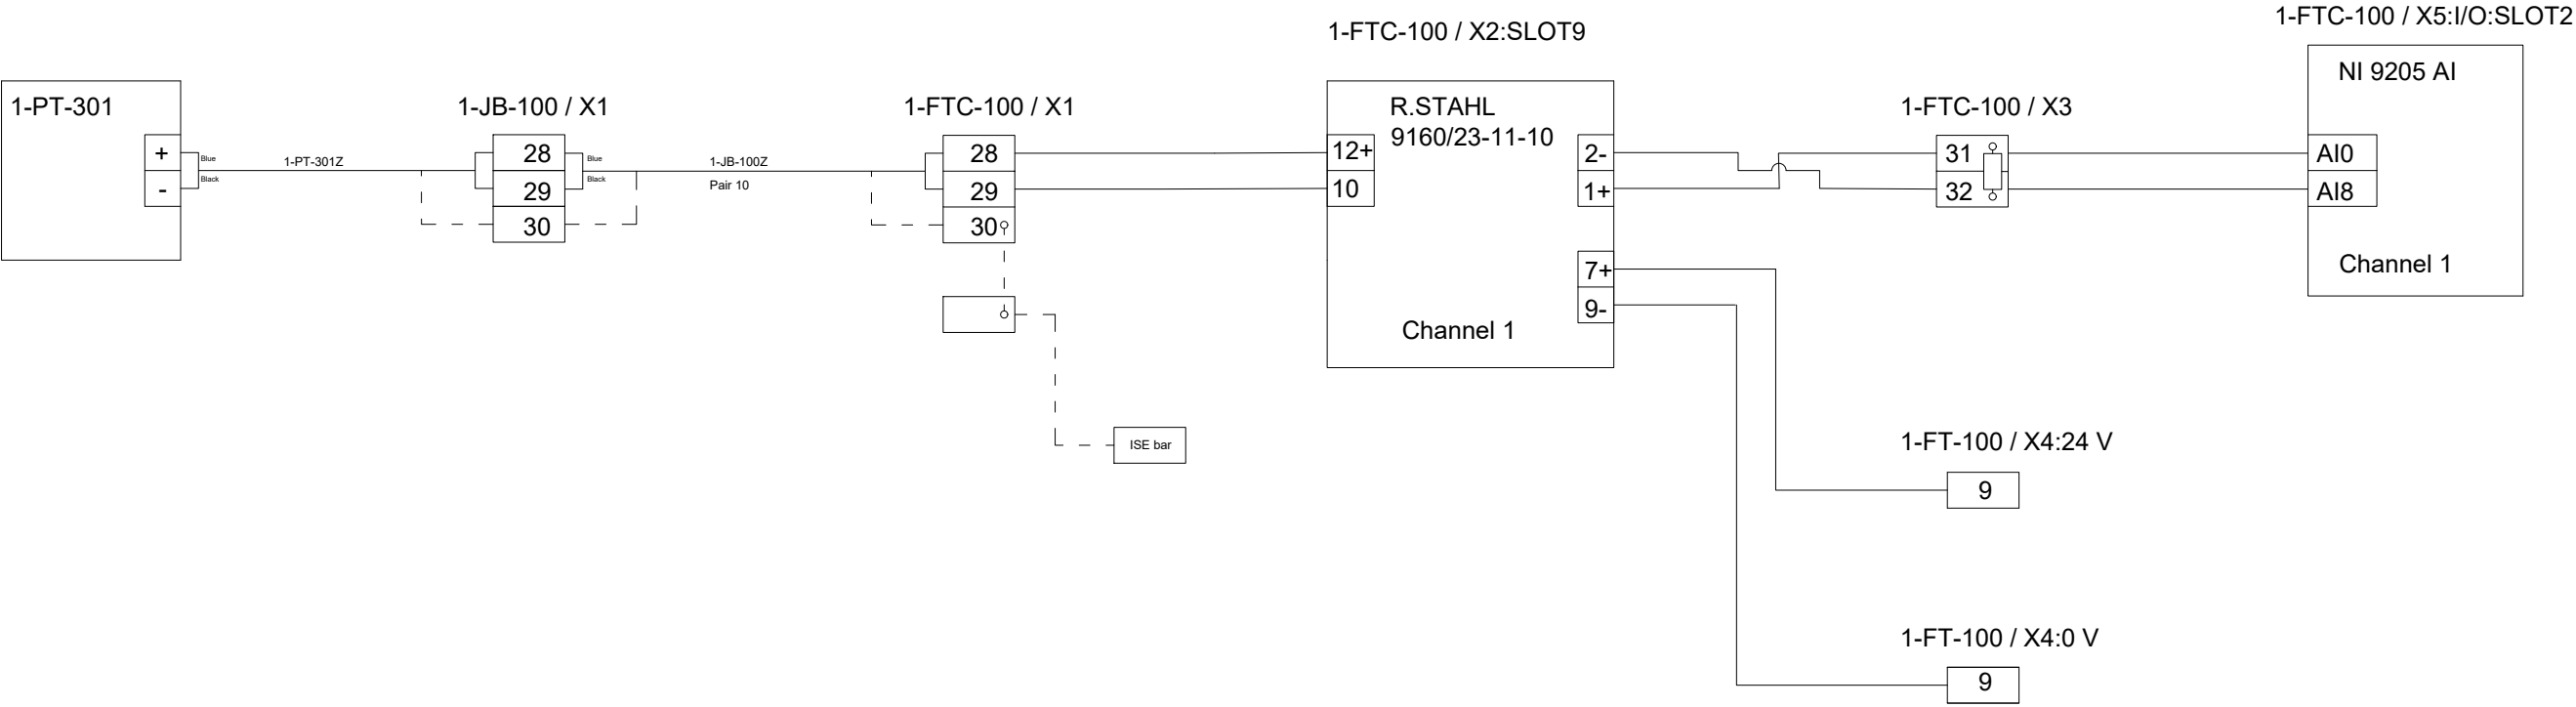 1-FTC-100 / X5:I/O:SLOT2
1-FTC-100 / X2:SLOT9
NI 9205 AI
1-PT-301
1-JB-100 / X1
1-FTC-100 / X1
R.STAHL
9160/23-11-10
1-FTC-100 / X3
+
Blue
1-PT-301Z
28
Blue
1-JB-100Z
28
12+
2-
31
AI0
-
Black
29
Black
Pair 10
29
10
1+
32
AI8
30
30
7+
Channel 1
9-
Channel 1
ISE bar
1-FT-100 / X4:24 V
9
1-FT-100 / X4:0 V
9